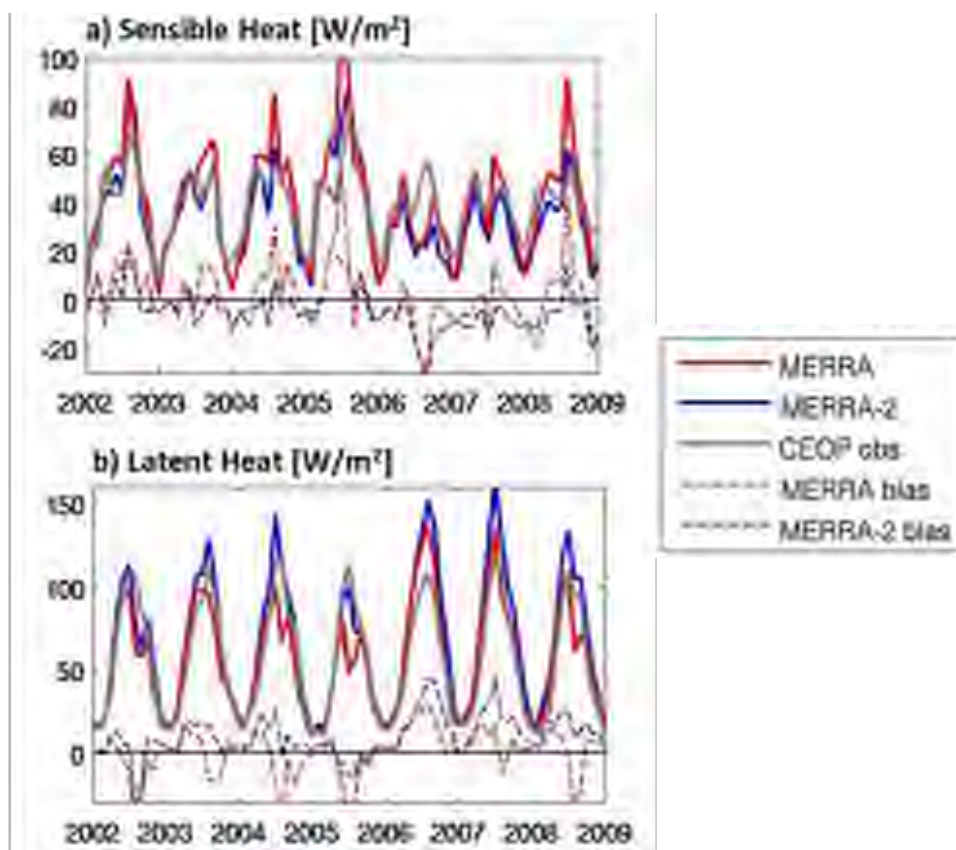 a) Sensible Heat [W/m²]
100
80
60
40
20
0
-20
2002 2003 2004 2005 2006 2007 2008 2009
MERRA
MERRA-2
CEOP obs
MERRA bias
MERRA-2 bias
b) Latent Heat [W/m²]
150
100
50
0
2002 2003 2004 2005 2006 2007 2008 2009